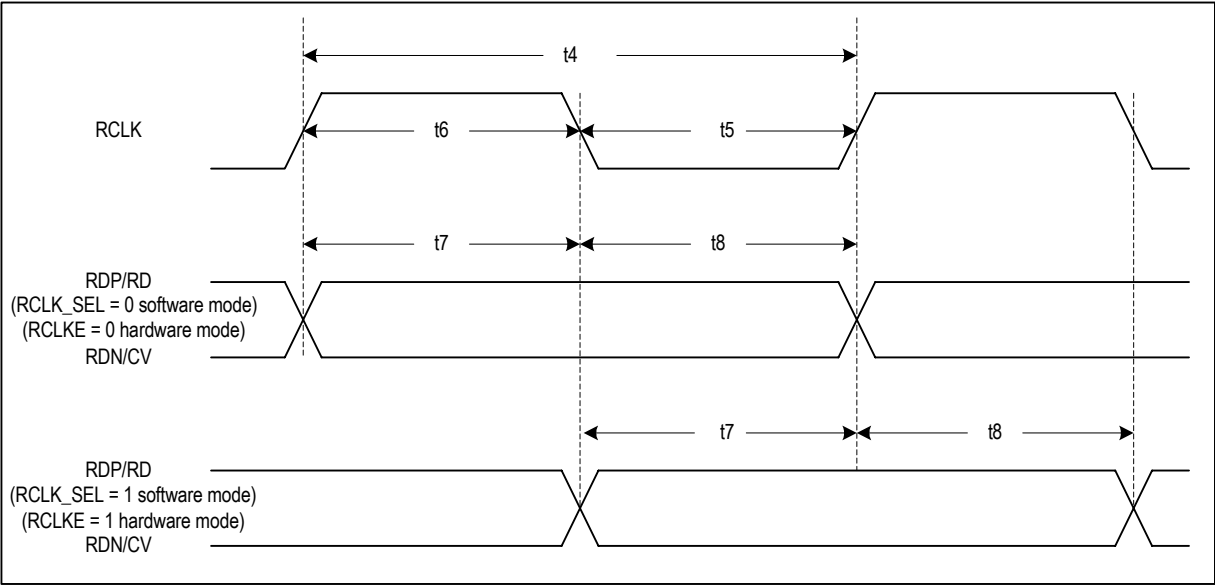 t4
RCLK
t6
t5
t7
t8
RDP/RD
(RCLK_SEL = 0 software mode)
(RCLKE = 0 hardware mode)
RDN/CV
t7
t8
RDP/RD
(RCLK_SEL = 1 software mode)
(RCLKE = 1 hardware mode)
RDN/CV